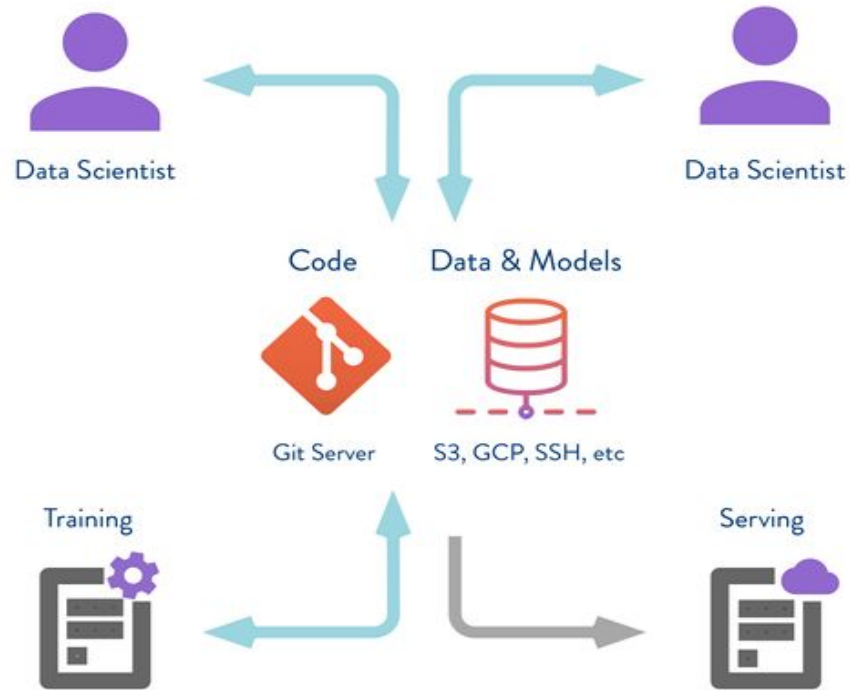 Data Scientist
Data Scientist
Code
Data & Models
Git Server
S3, GCP, SSH, etc
Training
Serving